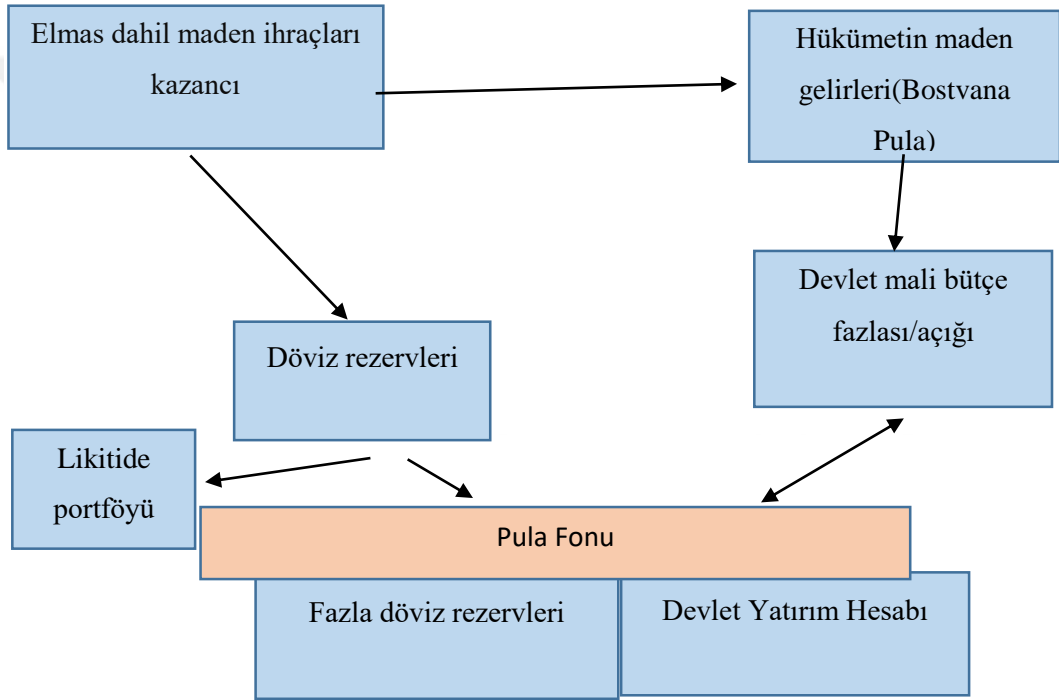 Elmas dahil maden ihraçları
kazancı
Hükümetin maden
gelirleri(Bostvana
Pula)
Devlet mali bütçe
fazlası/açığı
Döviz rezervleri
Likitide
portföyü
Pula Fonu
Fazla döviz rezervleri
Devlet Yatırım Hesabı